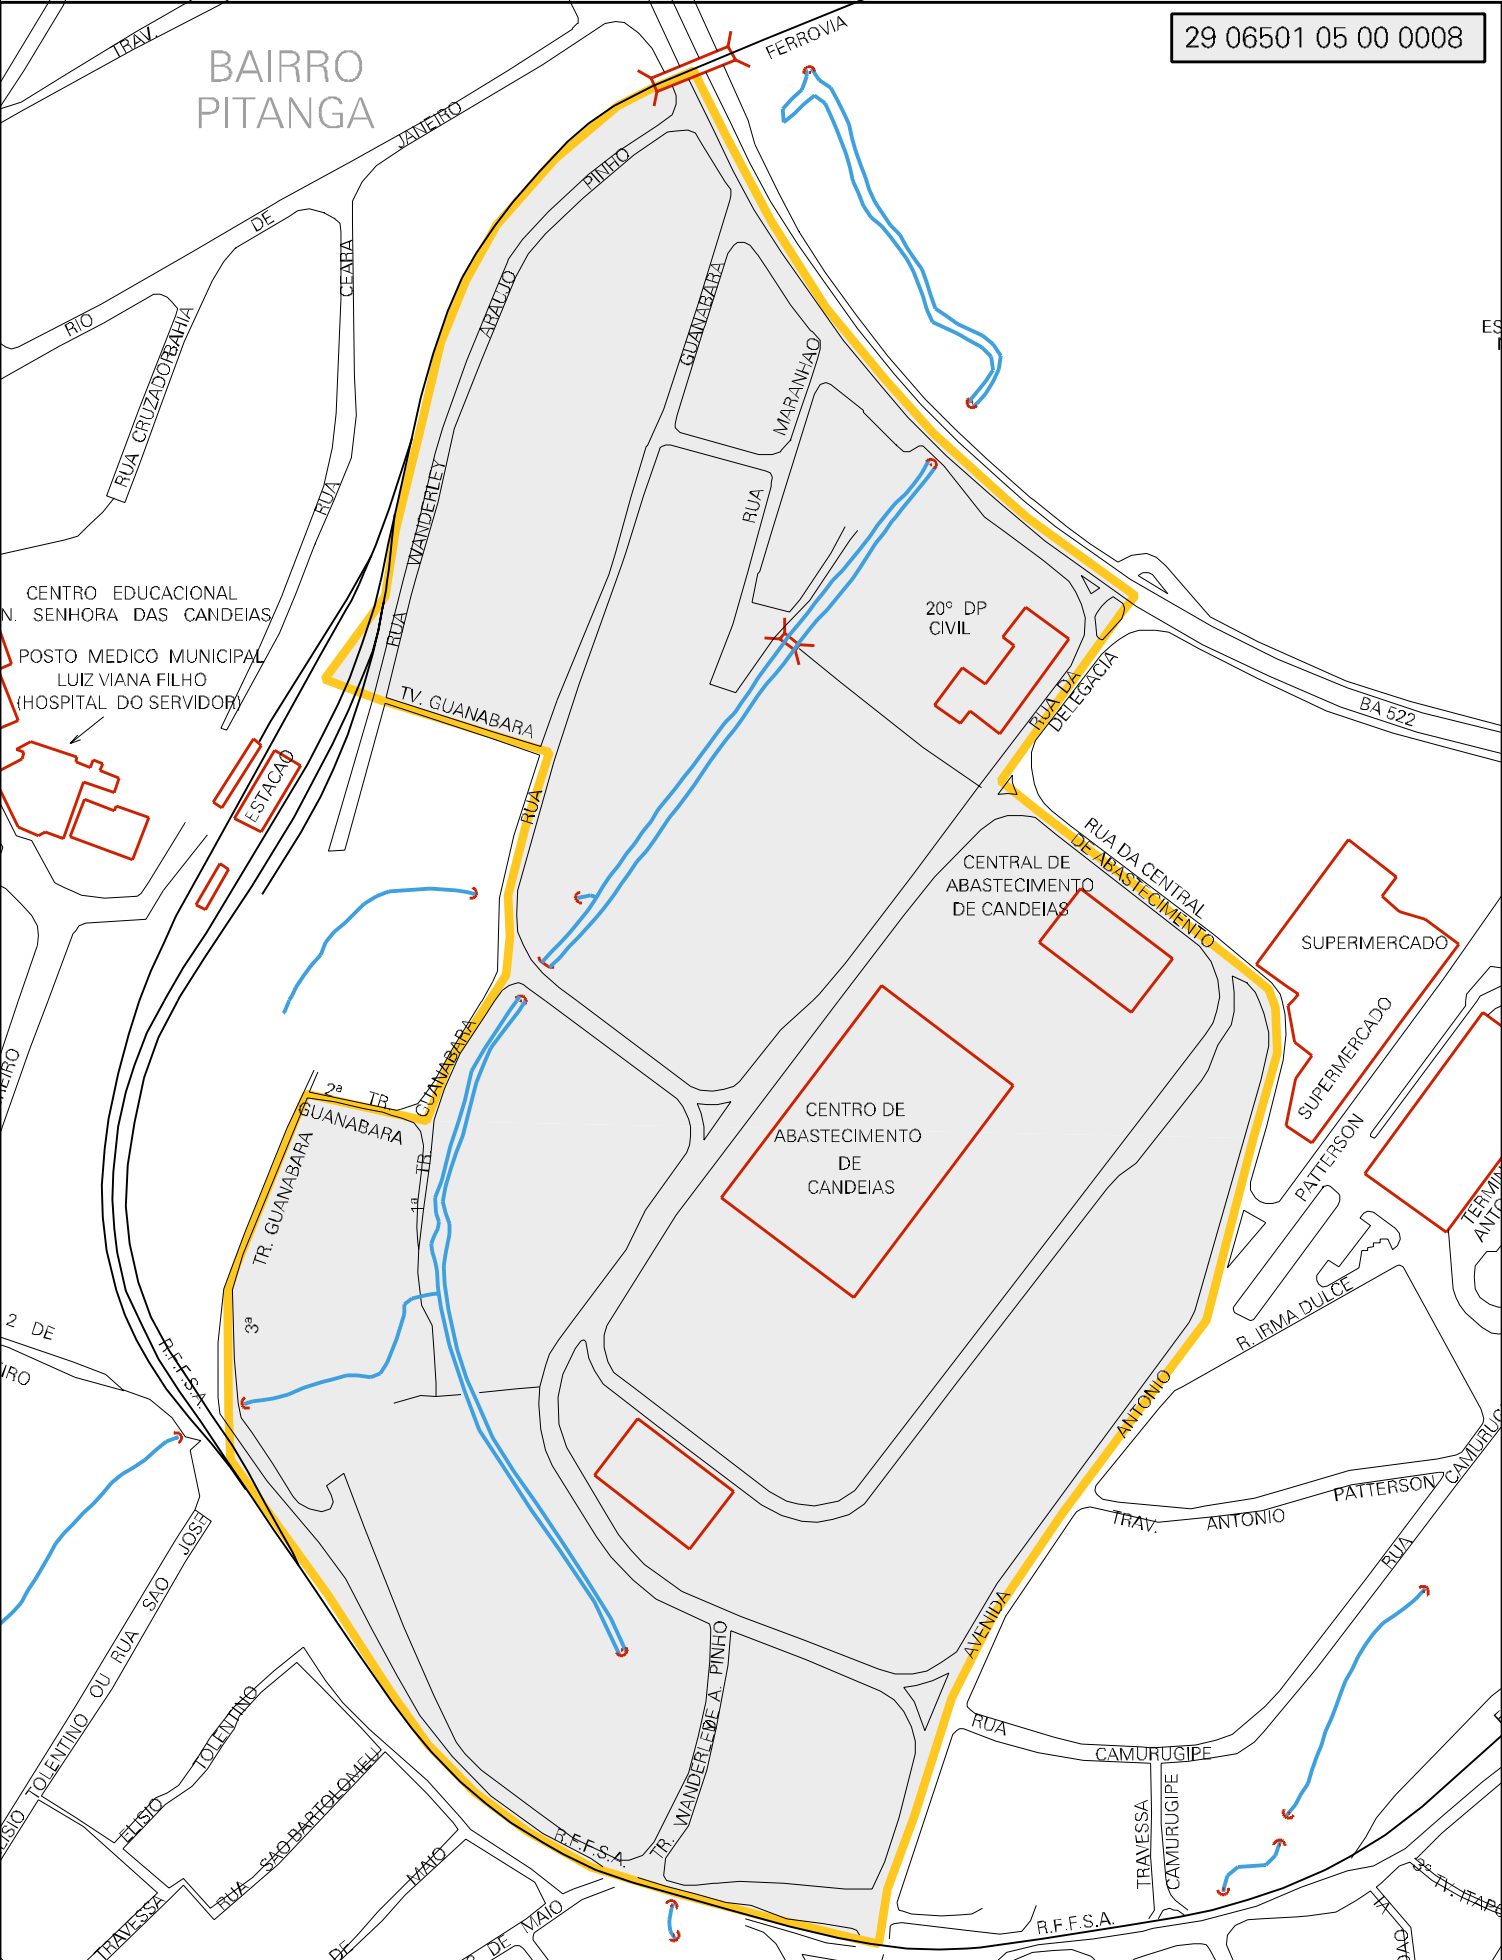 29 06501 05 00 0008
TRAV.
BAIRRO
PITANGA
FERROVIA
JANEIRO
DE
RIO
PINHO
CEARA
RUA
ARAUJO
WANDERLEY
RUA
GUANABARA
MARANHAO
RUA
BAHIA
RUA CRUZADOR
CENTRO EDUCACIONAL
N. SENHORA DAS CANDEIAS
POSTO MEDICO MUNICIPAL
LUIZ VIANA FILHO
(HOSPITAL DO SERVIDOR)
ESTACAO
TV. GUANABARA
RUA
GUANABARA
20º DP
CIVIL
RUA DA
DELEGACIA
BA 522
RUA DA CENTRAL
DE ABASTECIMENTO
CENTRAL DE
ABASTECIMENTO
DE CANDEIAS
SUPERMERCADO
SUPERMERCADO
PATTERSON
CENTRO DE
ABASTECIMENTO
DE
CANDEIAS
2ª TR.
GUANABARA
1ª TR.
TR. GUANABARA
3ª
2 DE
R.F.F.S.A.
R. IRMA DULCE
ANTONIO
AVENIDA
TRAV. ANTONIO PATTERSON
CAMURUG
RUA
RUA
CAMURUGIPE
TRAVESSA
CAMURUGIPE
TOLENTINO OU RUA SAO JOSE
ELISIO
TOLENTINO
RUA SAO BARTOLOMEU
TRAVESSA
DE
MAIO
DE MAIO
R.F.F.S.A.
TR. WANDERLEY DE A. PINHO
R.F.F.S.A.
3ª TV. ITAP